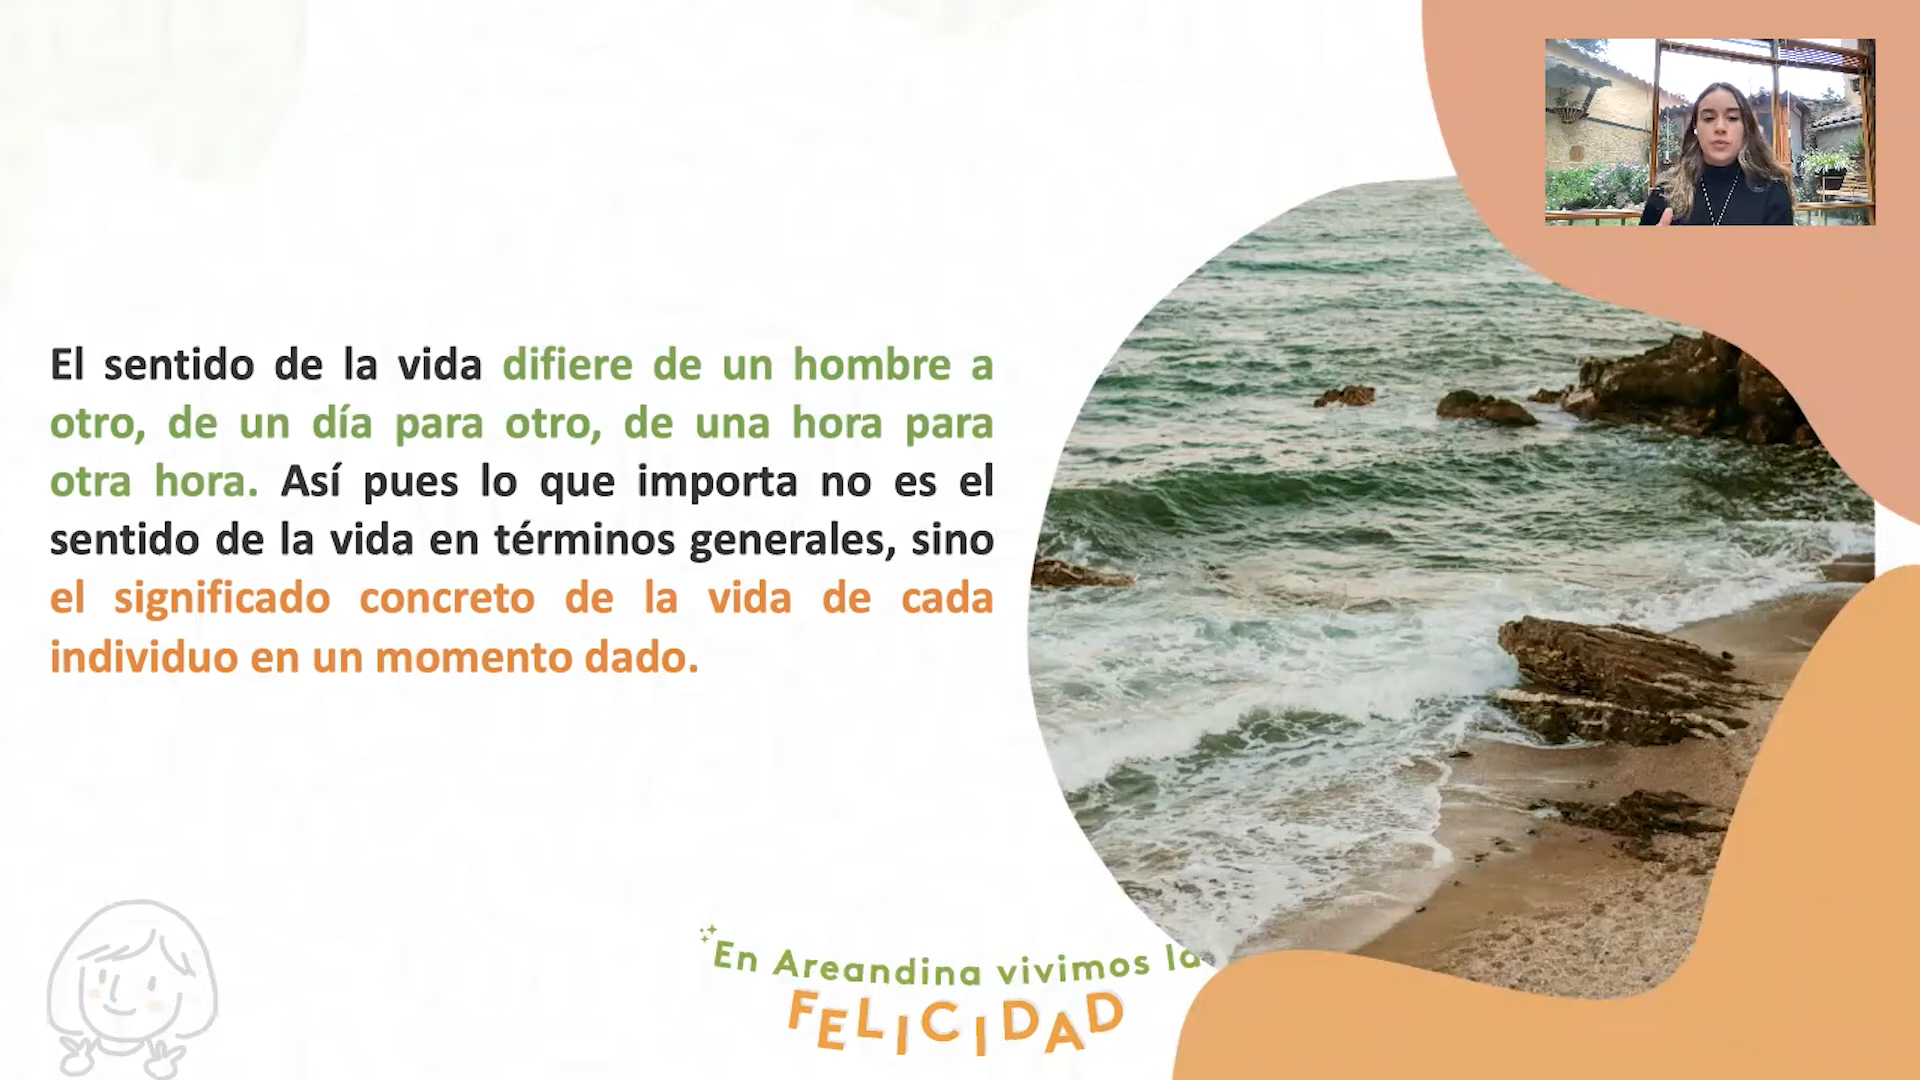 El sentido de la vida difiere de un hombre a
otro, de un día para otro, de una hora para
otra hora. Así pues lo que importa no es el
sentido de la vida en términos generales, sino
el significado concreto de la vida de cada
individuo en un momento dado.
En Areandina vivimos la
FELICIDAD